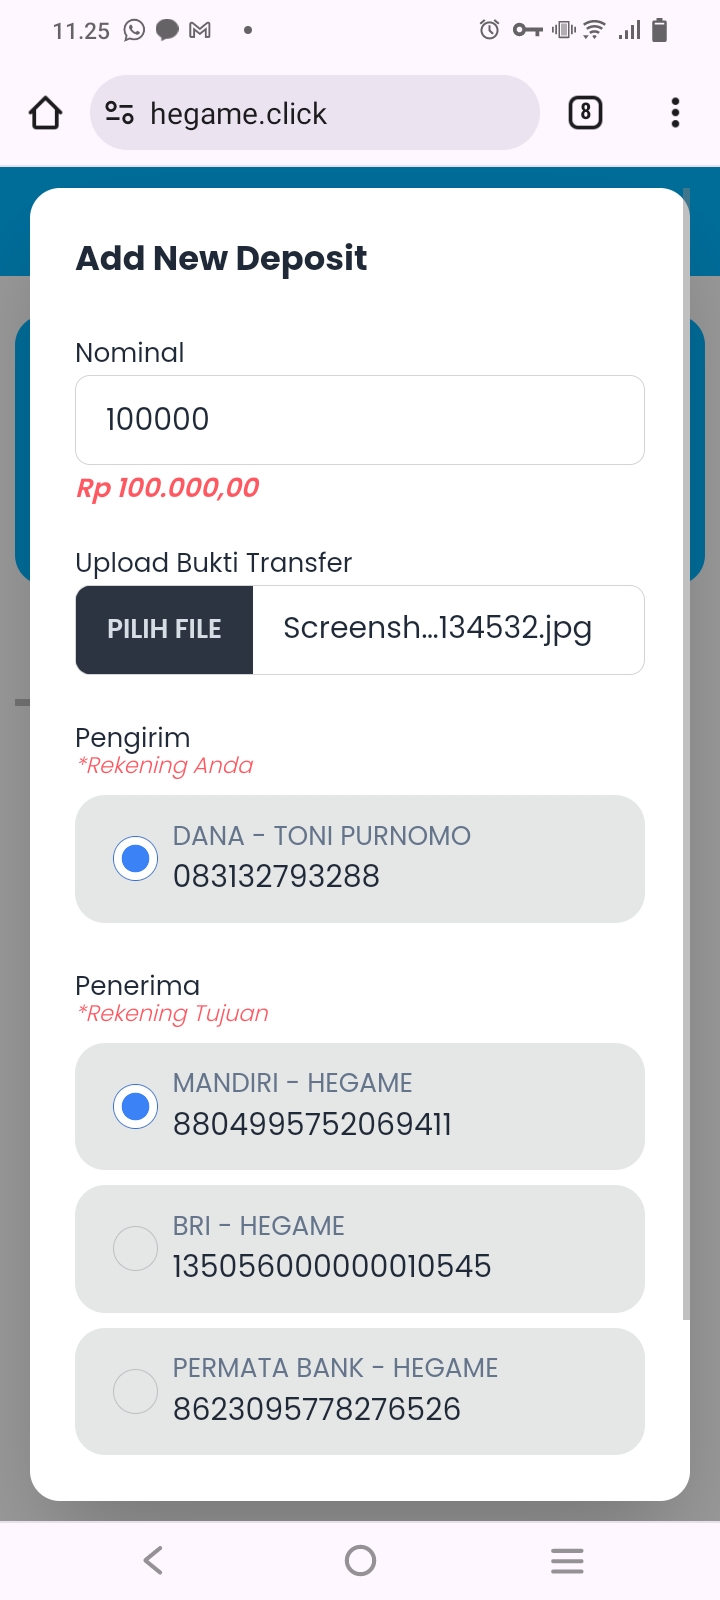 11.25
hegame.click
8
Add New Deposit
Nominal
100000
Rp 100.000,00
Upload Bukti Transfer
PILIH FILE
Screensh...134532.jpg
Pengirim
*Rekening Anda
DANA - TONI PURNOMO
083132793288
Penerima
*Rekening Tujuan
MANDIRI - HEGAME
8804995752069411
BRI - HEGAME
135056000000010545
PERMATA BANK - HEGAME
8623095778276526